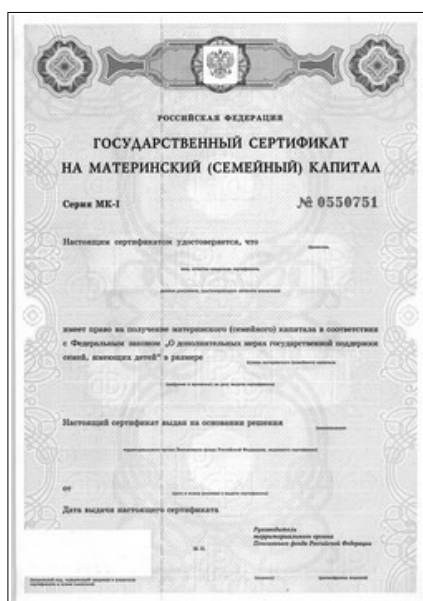 РОССИЙСКАЯ ФЕДЕРАЦИЯ
ГОСУДАРСТВЕННЫЙ СЕРТИФИКАТ
НА МАТЕРИНСКИЙ (СЕМЕЙНЫЙ) КАПИТАЛ
Серия МК-I № 0550751
Настоящим сертификатом удостоверяется, что
имеет право на получение материнского (семейного) капитала в соответствии
с Федеральным законом „О дополнительных мерах государственной поддержки
семей, имеющих детей“ в размере
Настоящий сертификат выдан на основании решения
от
Дата выдачи настоящего сертификата
Руководитель
территориального органа
Пенсионного фонда Российской Федерации
М.П.